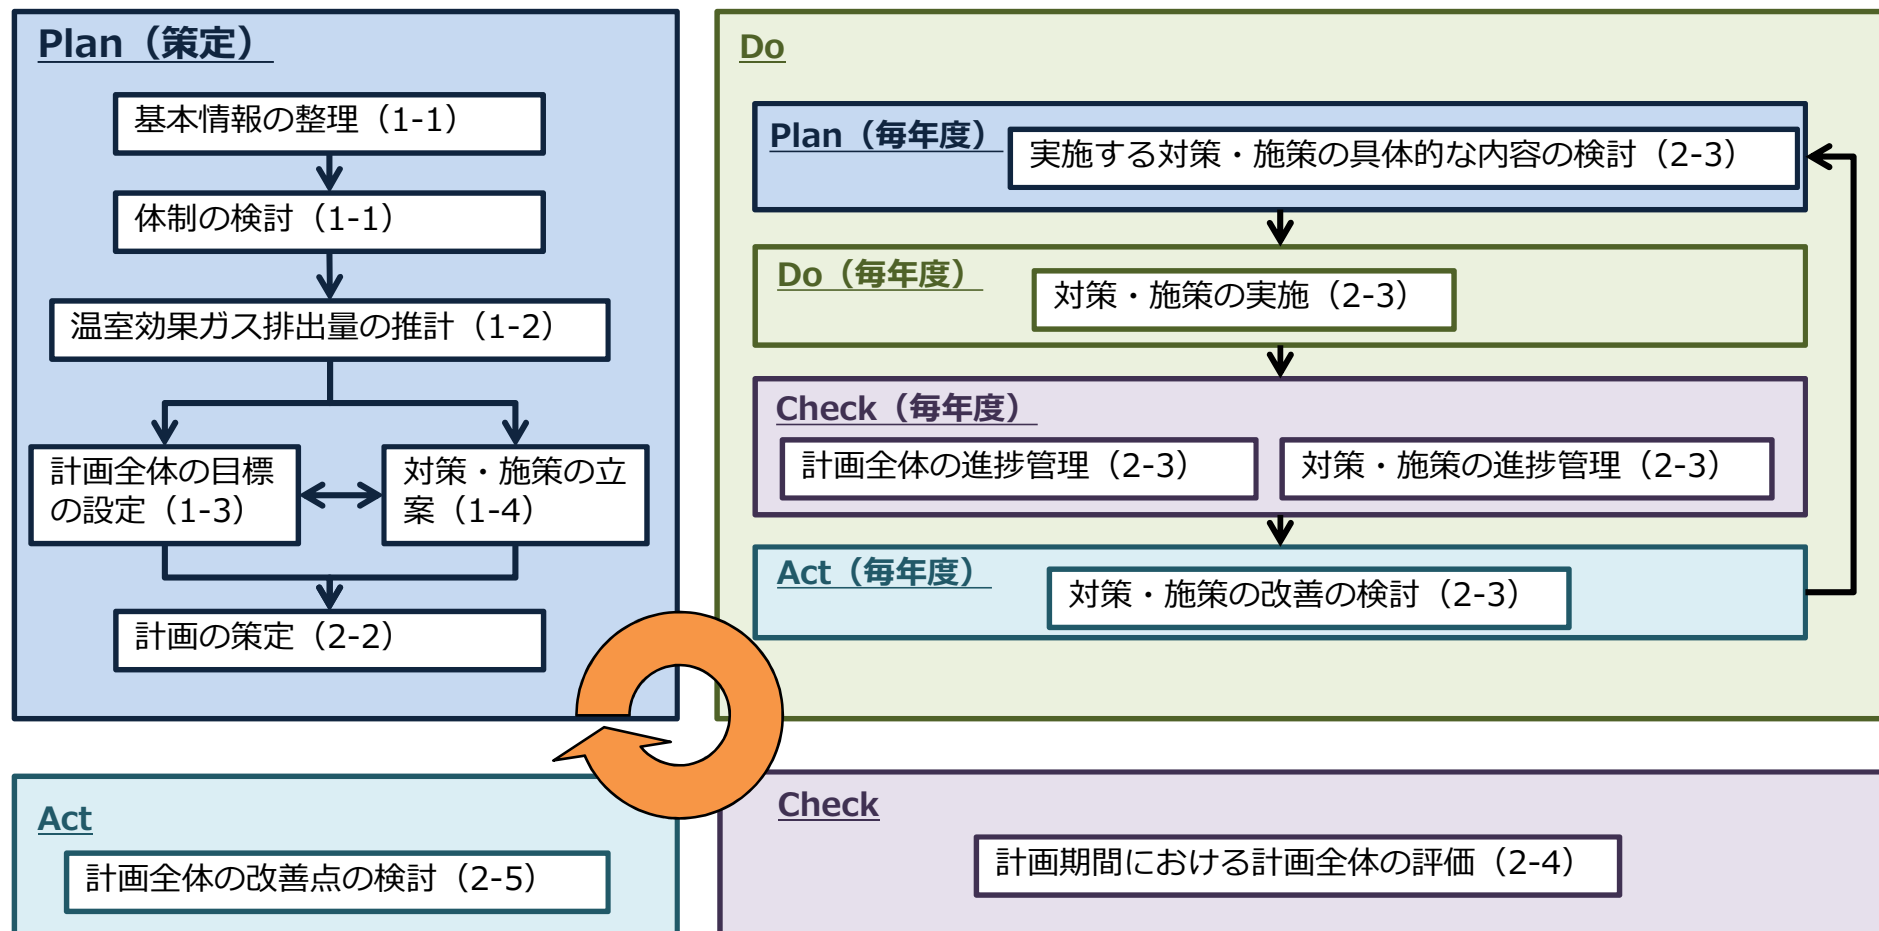 Plan（策定）
基本情報の整理（1-1）
体制の検討（1-1）
温室効果ガス排出量の推計（1-2）
計画全体の目標
の設定（1-3）
対策・施策の立
案（1-4）
計画の策定（2-2）
Do
Plan（毎年度）
実施する対策・施策の具体的な内容の検討（2-3）
Do（毎年度）
対策・施策の実施（2-3）
Check（毎年度）
計画全体の進捗管理（2-3）
対策・施策の進捗管理（2-3）
Act（毎年度）
対策・施策の改善の検討（2-3）
Act
計画全体の改善点の検討（2-5）
Check
計画期間における計画全体の評価（2-4）